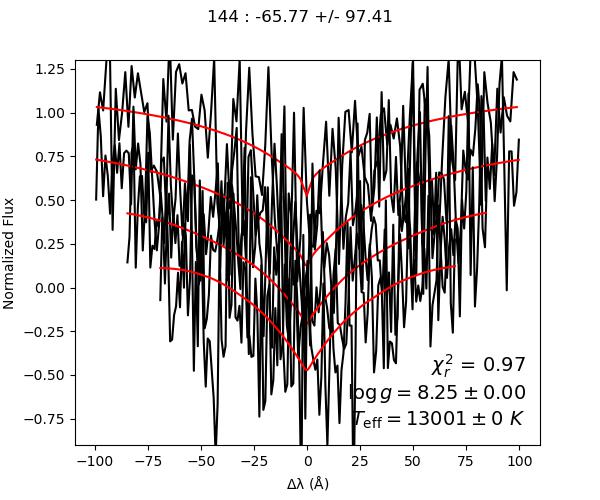 144 : -65.77 +/- 97.41
1.25
1.00
0.75
0.50
0.25
0.00
−0.25
−0.50
−0.75
Normalized Flux
χ²ᵣ = 0.97
log g = 8.25 ± 0.00
T_eff = 13001 ± 0 K
−100 −75 −50 −25 0 25 50 75 100
Δλ (Å)